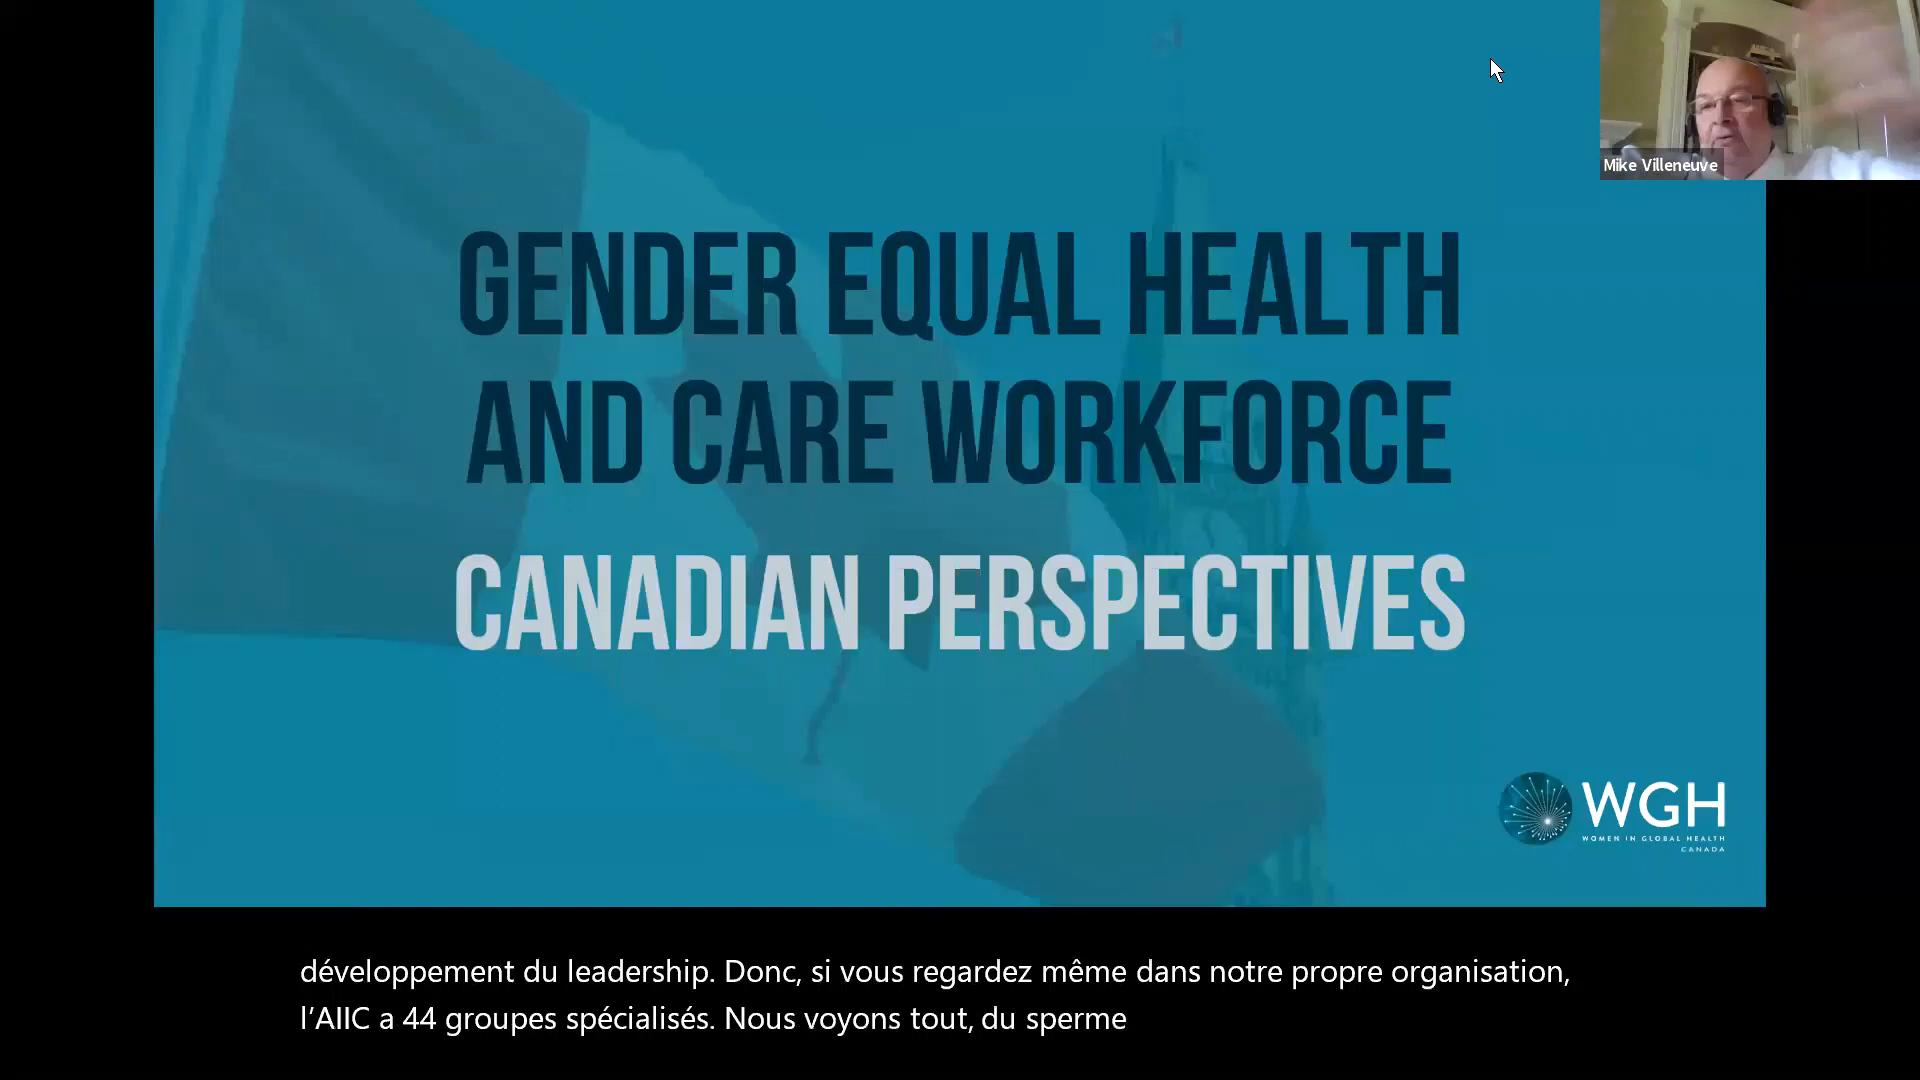 Mike Villeneuve
GENDER EQUAL HEALTH
AND CARE WORKFORCE
CANADIAN PERSPECTIVES
WGH
WOMEN IN GLOBAL HEALTH
CANADA
développement du leadership. Donc, si vous regardez même dans notre propre organisation,
l’AIIC a 44 groupes spécialisés. Nous voyons tout, du sperme